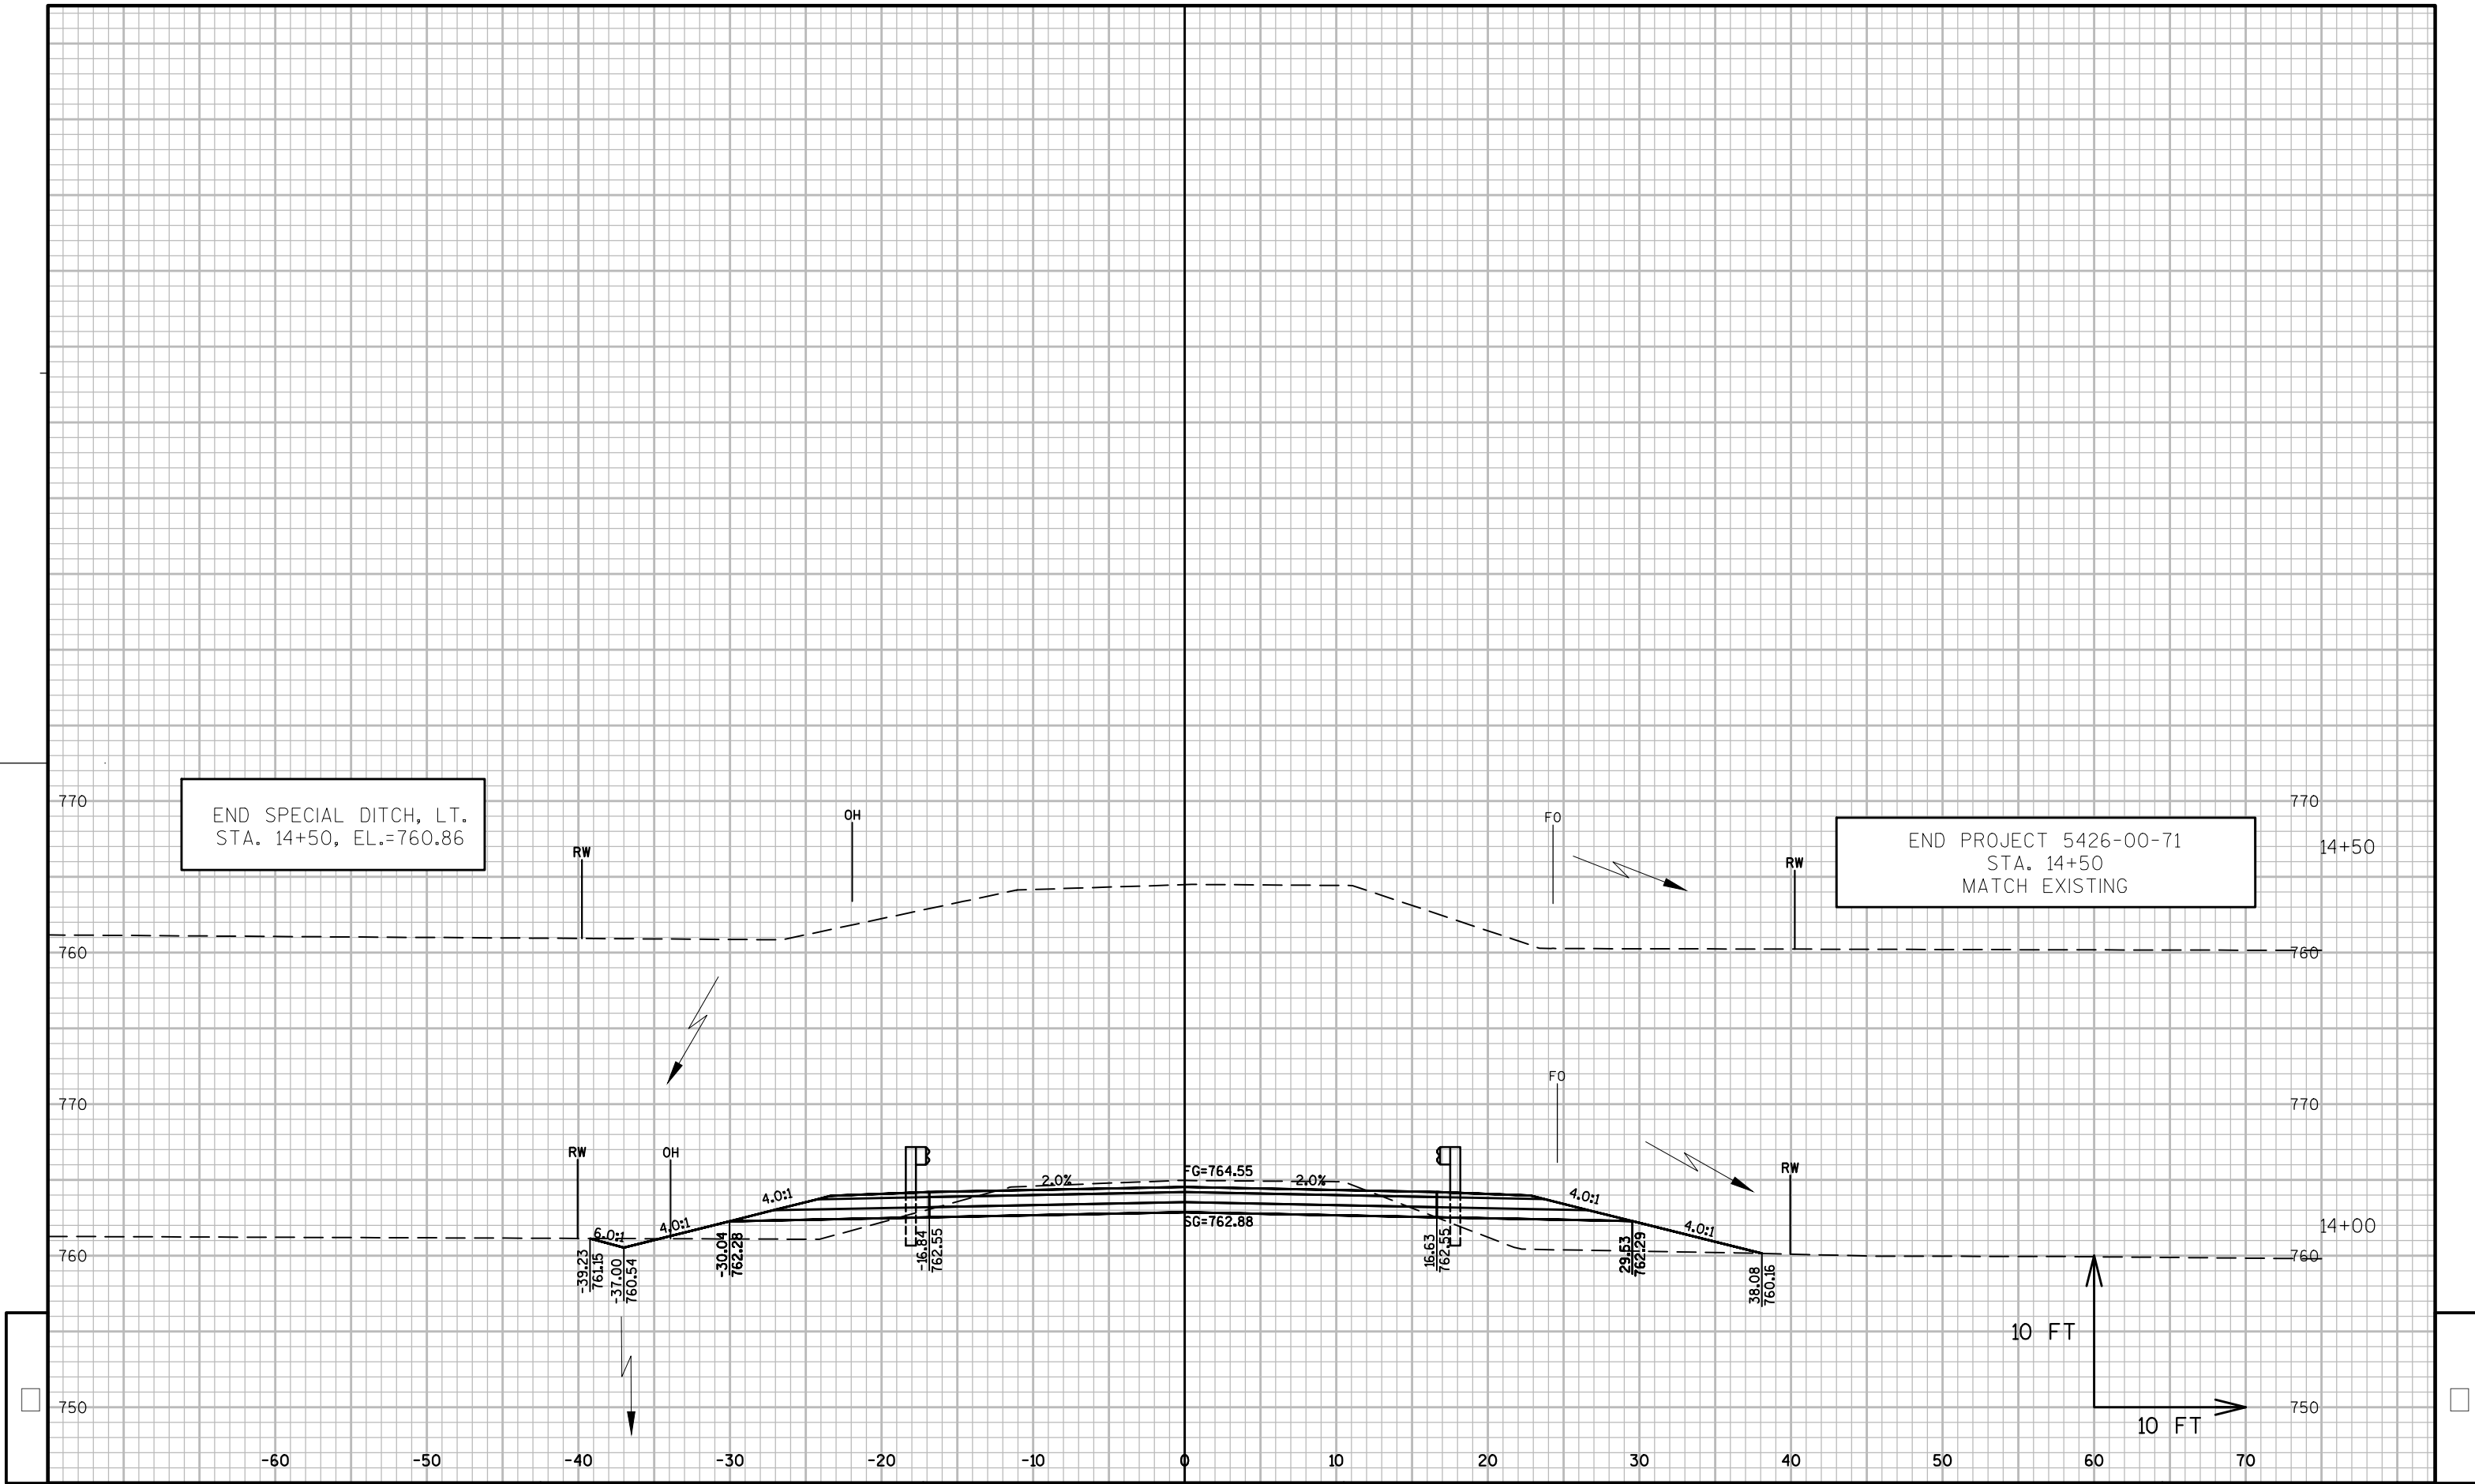 770
770
END SPECIAL DITCH, LT.
STA. 14+50, EL.=760.86
OH
FO
END PROJECT 5426-00-71
STA. 14+50
MATCH EXISTING
14+50
RW
RW
760
760
FO
770
770
RW
OH
RW
4.0:1
2.0%
FG=764.55
2.0%
4.0:1
6.0:1
4.0:1
SG=762.88
4.0:1
14+00
760
760
-39.23
761.15
-37.00
760.54
-30.04
762.28
-16.84
762.55
16.63
762.55
29.53
762.29
38.08
760.16
10 FT
10 FT
750
750
-60 -50 -40 -30 -20 -10 0 10 20 30 40 50 60 70